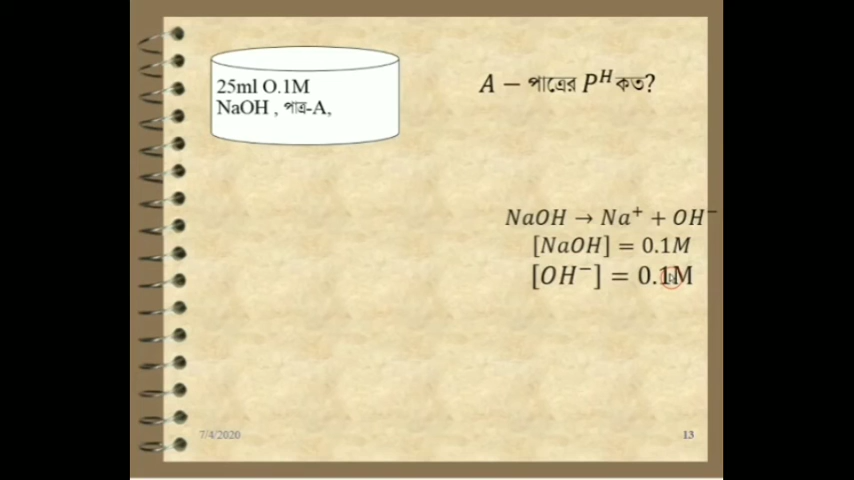 25ml O.1M
NaOH , পাত্র-A,
A − পাত্রের P^H কত?
NaOH → Na⁺ + OH⁻
[NaOH] = 0.1M
[OH⁻] = 0.1M
7/4/2020
13